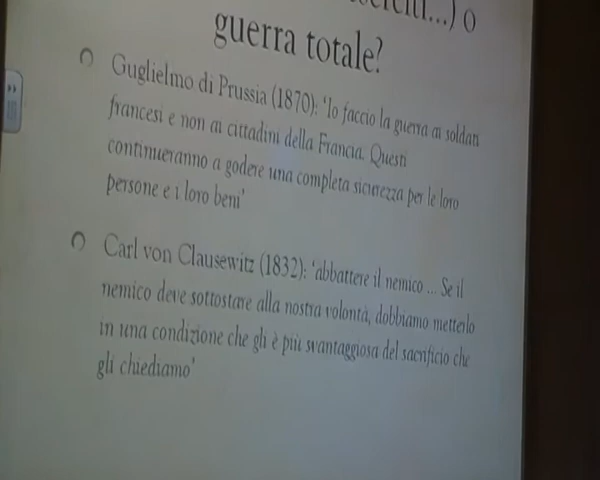 o
guerra totale?
Guglielmo di Prussia (1870): 'Io faccio la guerra ai soldati
francesi e non ai cittadini della Francia. Questi
continueranno a godere una completa sicurezza per le loro
persone e i loro beni'
Carl von Clausewitz (1832): 'abbattere il nemico ... Se il
nemico deve sottostare alla nostra volontà, dobbiamo metterlo
in una condizione che gli è più svantaggiosa del sacrificio che
gli chiediamo'